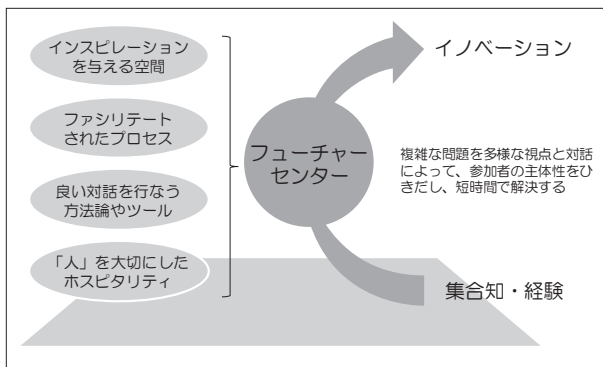 インスピレーション
を与える空間
ファシリテート
されたプロセス
良い対話を行なう
方法論やツール
「人」を大切にした
ホスピタリティ
フューチャー
センター
イノベーション
複雑な問題を多様な視点と対話
によって、参加者の主体性をひ
きだし、短時間で解決する
集合知・経験